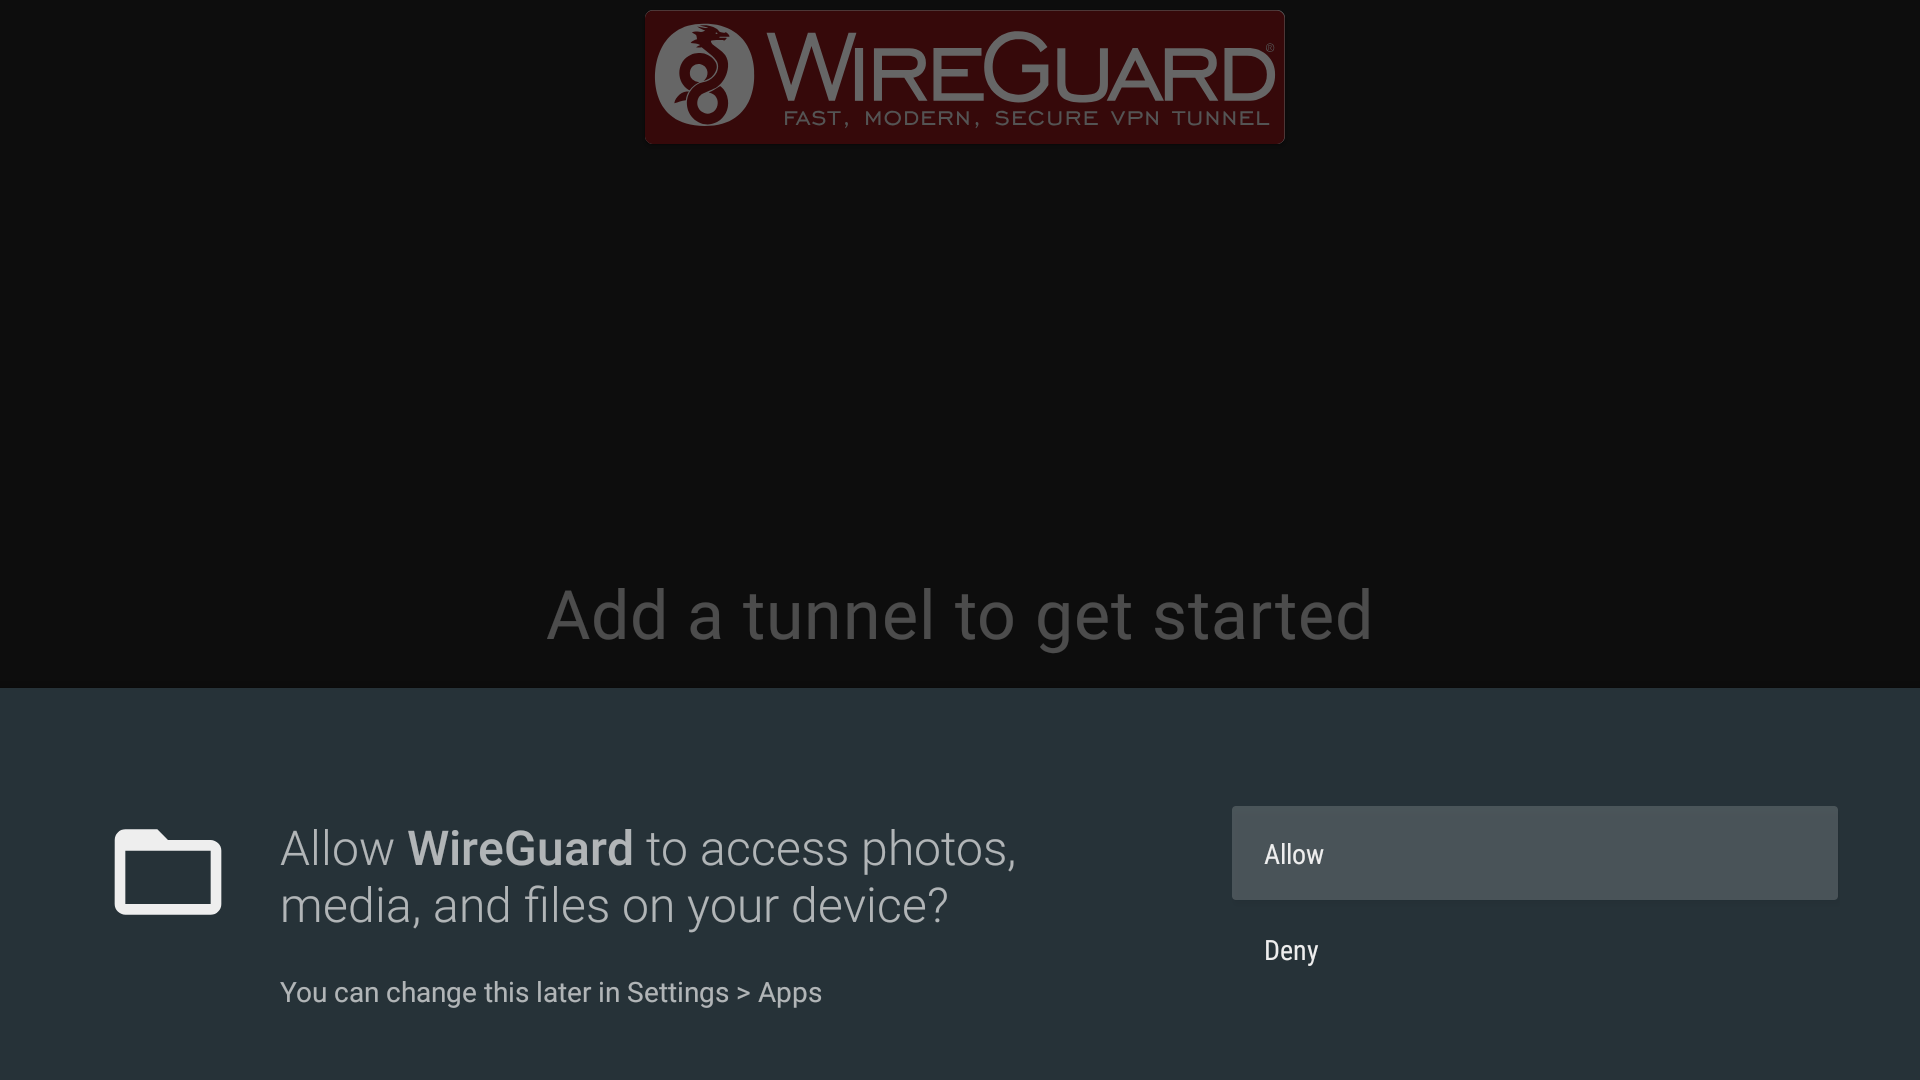 WIREGUARD®
FAST, MODERN, SECURE VPN TUNNEL
Add a tunnel to get started
Allow WireGuard to access photos,
media, and files on your device?
You can change this later in Settings > Apps
Allow
Deny